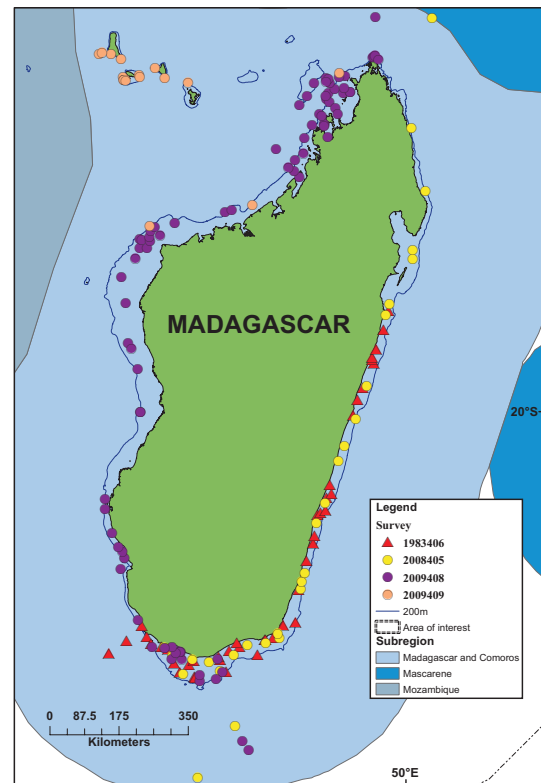 MADAGASCAR
20°S
Legend
Survey
1983406
2008405
2009408
2009409
200m
Area of interest
Subregion
Madagascar and Comoros
Mascarene
Mozambique
0 87.5 175 350
Kilometers
50°E